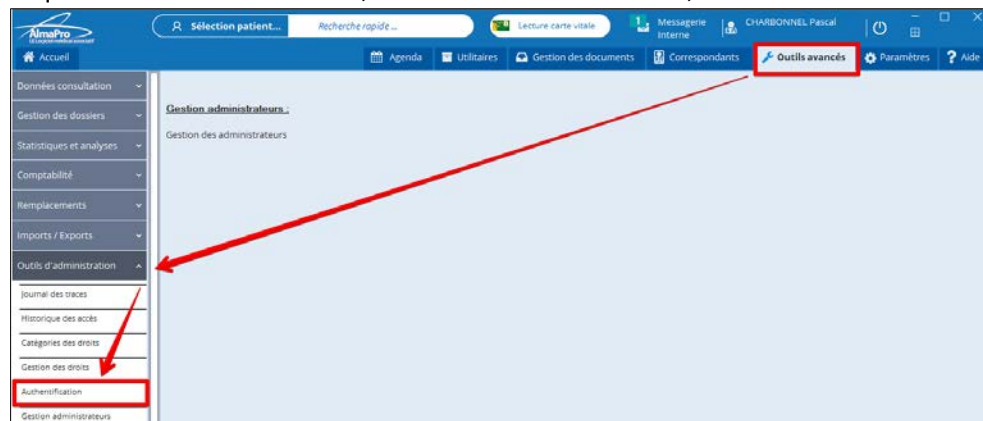 AlmaPro
Sélection patient...
Recherche rapide ...
Lecture carte vitale
1
Messagerie
Interne
CHARBONNEL Pascal
Accueil
Agenda
Utilitaires
Gestion des documents
Correspondants
Outils avancés
Paramètres
? Aide
Données consultation
Gestion des dossiers
Statistiques et analyses
Comptabilité
Remplacements
Imports / Exports
Outils d'administration
Journal des traces
Historique des accès
Catégories des droits
Gestion des droits
Authentification
Gestion administrateurs
Gestion administrateurs :
Gestion des administrateurs